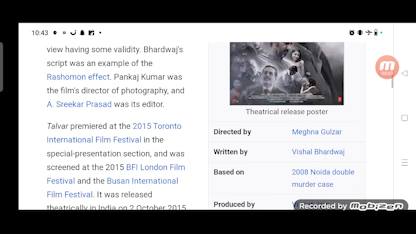 10:43
view having some validity. Bhardwaj's
script was an example of the
Rashomon effect. Pankaj Kumar was
the film's director of photography, and
A. Sreekar Prasad was its editor.
Talvar premiered at the 2015 Toronto
International Film Festival in the
special-presentation section, and was
screened at the 2015 BFI London Film
Festival and the Busan International
Film Festival. It was released
theatrically in India on 2 October 2015
Theatrical release poster
Directed by Meghna Gulzar
Written by Vishal Bhardwaj
Based on 2008 Noida double
murder case
Produced by
Recorded by Mobizen